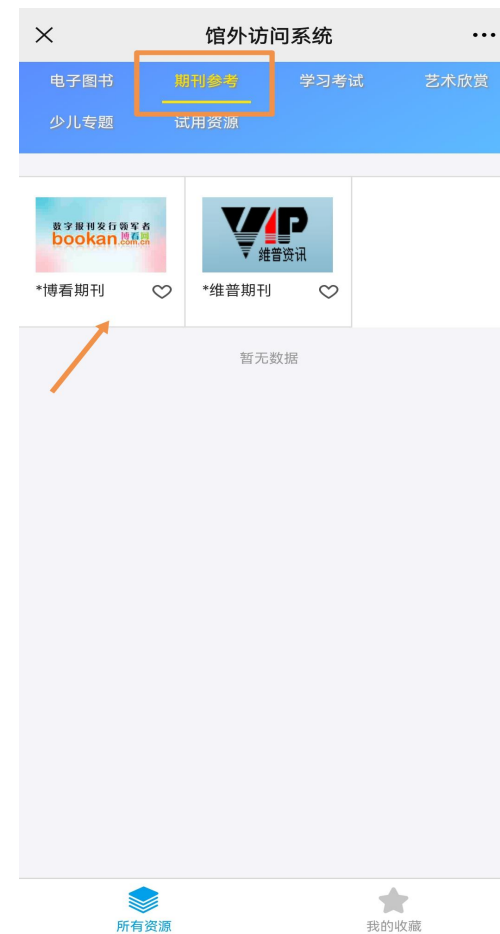 馆外访问系统
电子图书 期刊参考 学习考试 艺术欣赏
少儿专题 试用资源
数字报刊发行领军者
bookan 博看网
.com.cn
VIP
维普资讯
*博看期刊 *维普期刊
暂无数据
所有资源 我的收藏